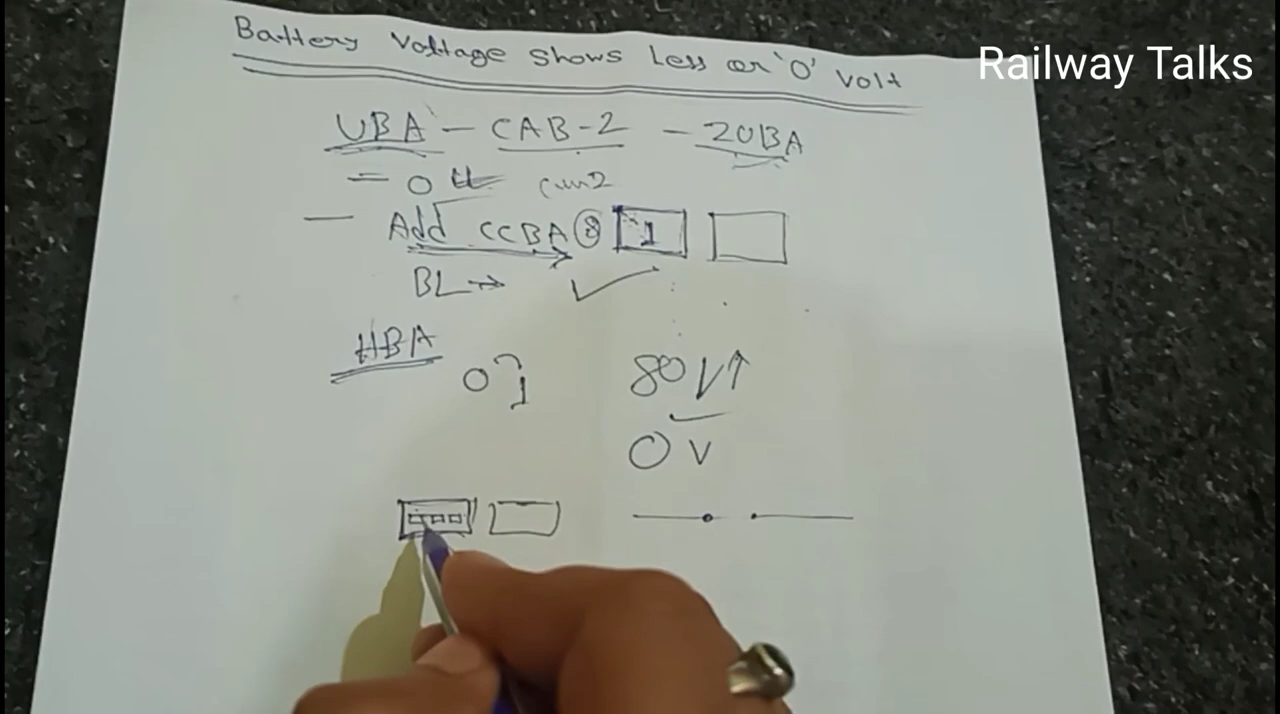 Battery Voltage shows Less or 'O' volt
Railway Talks
UBA - CAB-2 - 20BA
= 0
— Add CCBA 8 1
BL →
HBA
0 1 80 V↑
0 V